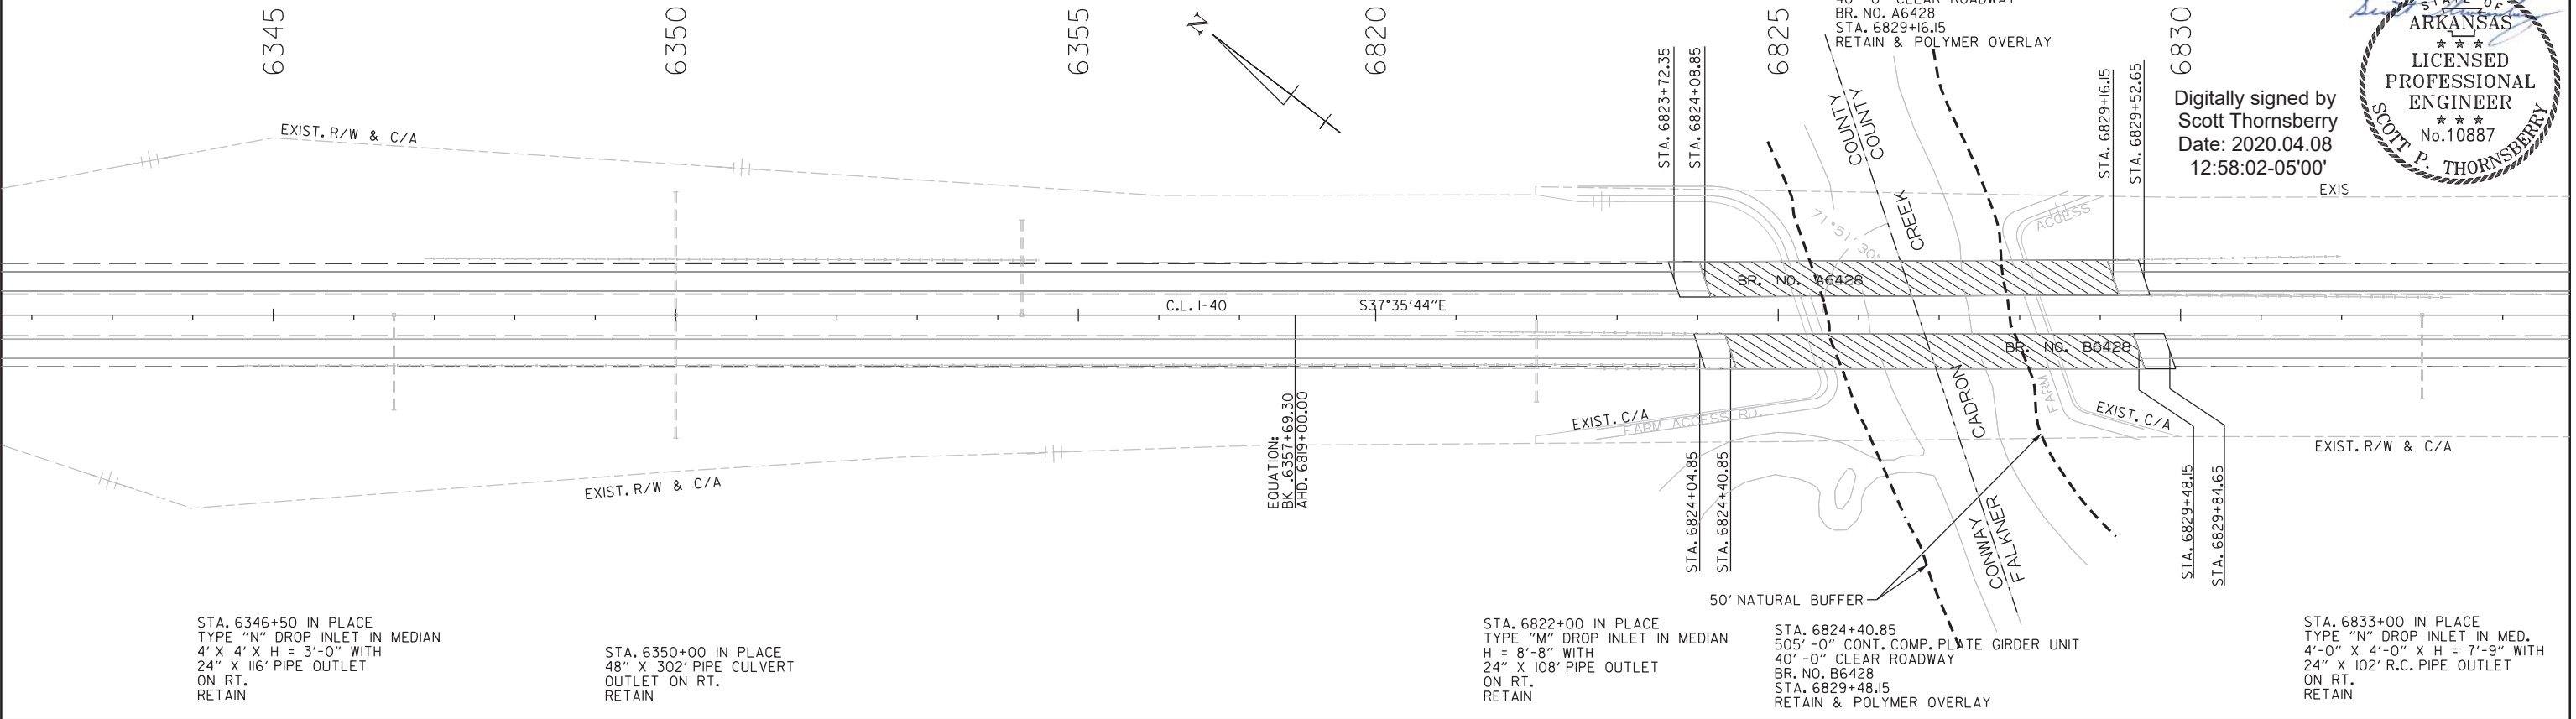 6345
6350
6355
6820
6825
6830
N
BR. NO. A6428
STA. 6829+16.15
RETAIN & POLYMER OVERLAY
STATE OF
ARKANSAS
LICENSED
PROFESSIONAL
ENGINEER
No. 10887
SCOTT P. THORNSBERRY
Digitally signed by
Scott Thornsberry
Date: 2020.04.08
12:58:02-05'00'
EXIS
STA. 6823+72.35
STA. 6824+08.85
STA. 6829+16.15
STA. 6829+52.65
EXIST. R/W & C/A
COUNTY
COUNTY
CREEK
71°51'30"
ACCESS
BR. NO. A6428
C.L. I-40
S37°35'44"E
BR. NO. B6428
EQUATION:
BK .6357+69.30
AHD. 6819+00.00
EXIST. C/A
FARM ACCESS RD.
CADRON
FARM
EXIST. C/A
EXIST. R/W & C/A
EXIST. R/W & C/A
STA. 6824+04.85
STA. 6824+40.85
CONWAY
FALKNER
STA. 6829+48.15
STA. 6829+84.65
50' NATURAL BUFFER
STA. 6346+50 IN PLACE
TYPE "N" DROP INLET IN MEDIAN
4' X 4' X H = 3'-0" WITH
24" X 116' PIPE OUTLET
ON RT.
RETAIN
STA. 6350+00 IN PLACE
48" X 302' PIPE CULVERT
OUTLET ON RT.
RETAIN
STA. 6822+00 IN PLACE
TYPE "M" DROP INLET IN MEDIAN
H = 8'-8" WITH
24" X 108' PIPE OUTLET
ON RT.
RETAIN
STA. 6824+40.85
505'-0" CONT. COMP. PLATE GIRDER UNIT
40'-0" CLEAR ROADWAY
BR. NO. B6428
STA. 6829+48.15
RETAIN & POLYMER OVERLAY
STA. 6833+00 IN PLACE
TYPE "N" DROP INLET IN MED.
4'-0" X 4'-0" X H = 7'-9" WITH
24" X 102' R.C. PIPE OUTLET
ON RT.
RETAIN